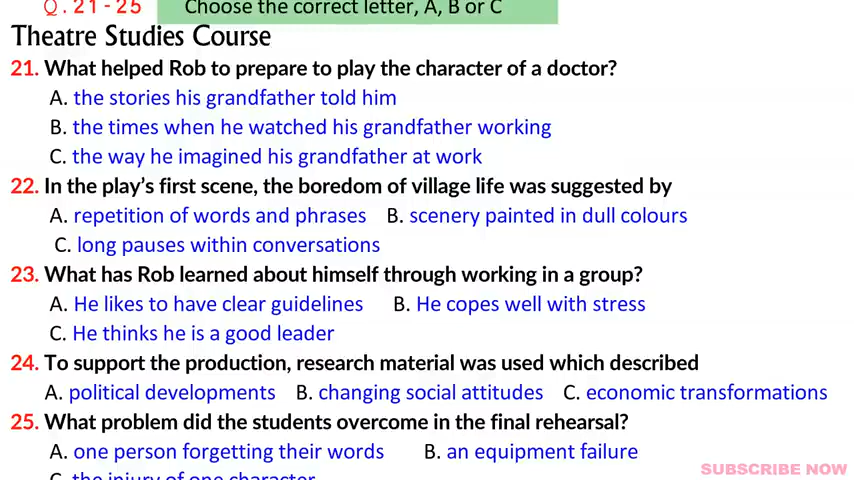 Q.21-25 Choose the correct letter, A, B or C
Theatre Studies Course
21. What helped Rob to prepare to play the character of a doctor?
A. the stories his grandfather told him
B. the times when he watched his grandfather working
C. the way he imagined his grandfather at work
22. In the play’s first scene, the boredom of village life was suggested by
A. repetition of words and phrases B. scenery painted in dull colours
C. long pauses within conversations
23. What has Rob learned about himself through working in a group?
A. He likes to have clear guidelines B. He copes well with stress
C. He thinks he is a good leader
24. To support the production, research material was used which described
A. political developments B. changing social attitudes C. economic transformations
25. What problem did the students overcome in the final rehearsal?
A. one person forgetting their words B. an equipment failure
C. the injury of one character
SUBSCRIBE NOW